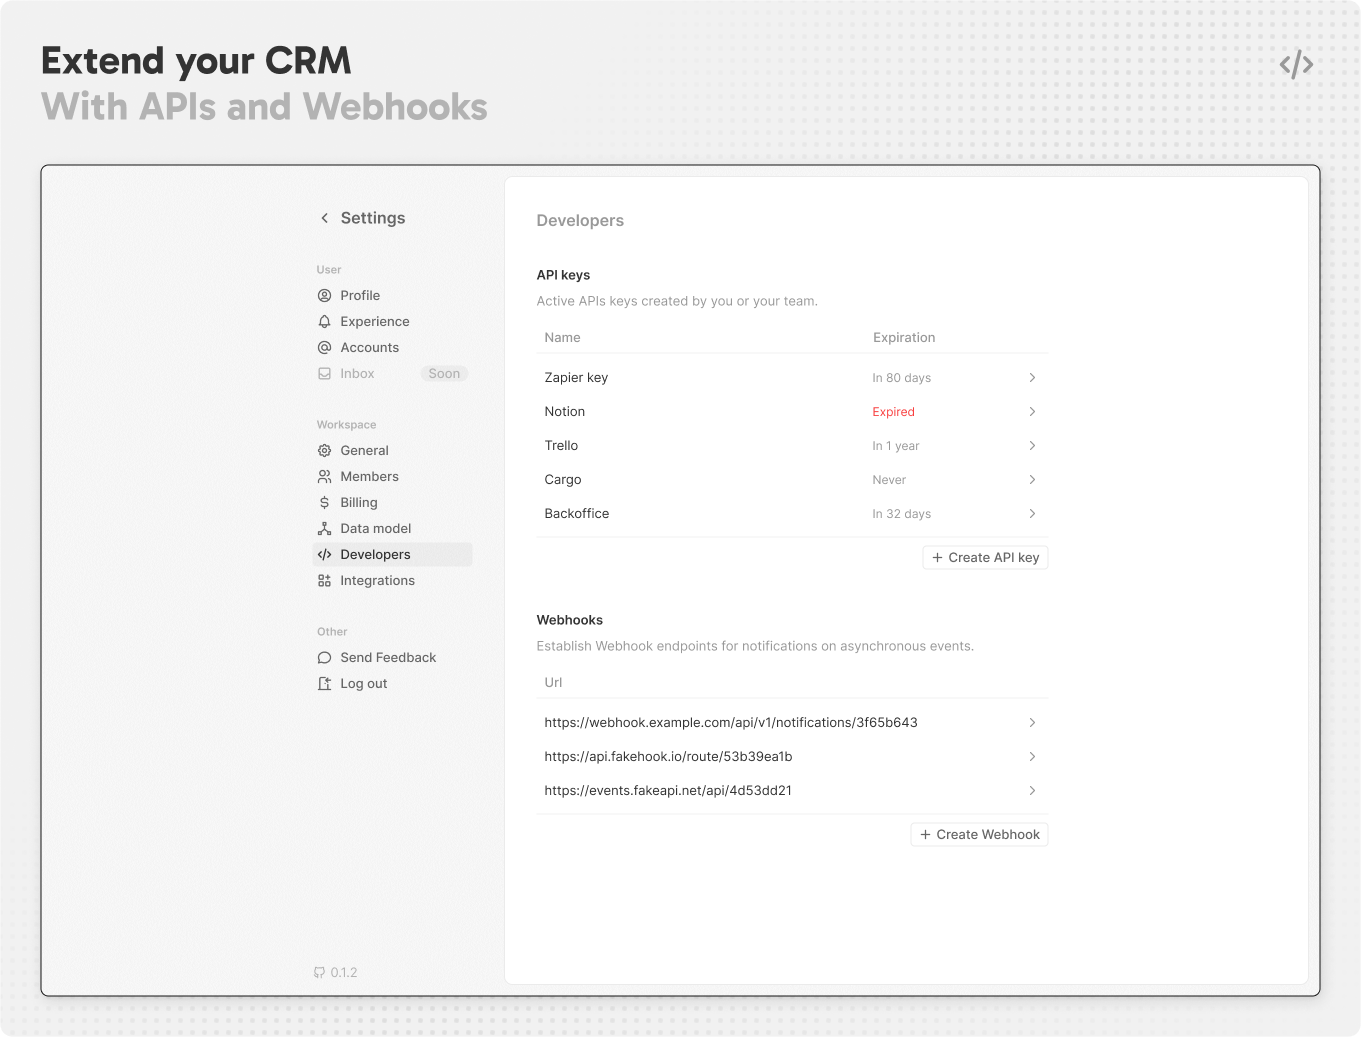 Extend your CRM
With APIs and Webhooks
Settings
User
Profile
Experience
Accounts
Inbox Soon
Workspace
General
Members
Billing
Data model
Developers
Integrations
Other
Send Feedback
Log out
0.1.2
Developers
API keys
Active APIs keys created by you or your team.
Name Expiration
Zapier key In 80 days
Notion Expired
Trello In 1 year
Cargo Never
Backoffice In 32 days
+ Create API key
Webhooks
Establish Webhook endpoints for notifications on asynchronous events.
Url
https://webhook.example.com/api/v1/notifications/3f65b643
https://api.fakehook.io/route/53b39ea1b
https://events.fakeapi.net/api/4d53dd21
+ Create Webhook